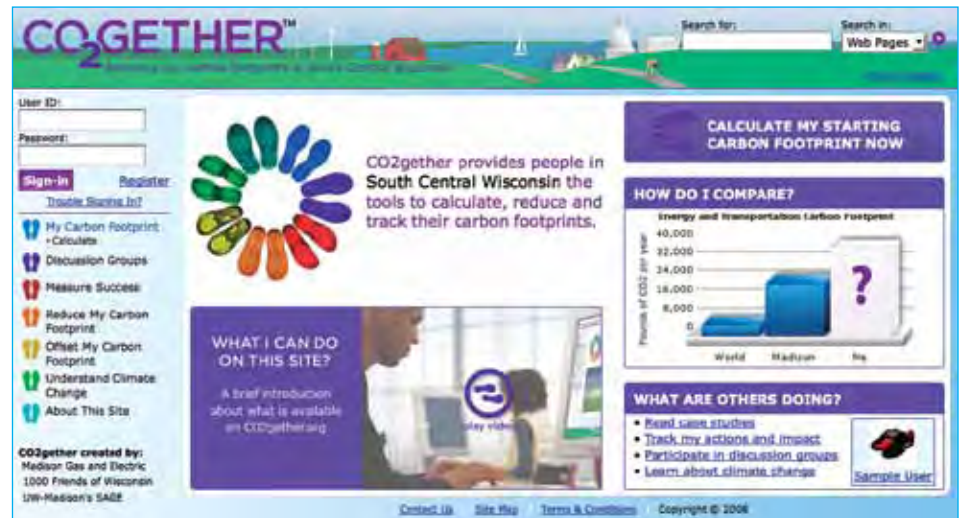 CO2GETHER™
Search for:
Search in:
Web Pages
User ID:
Password:
Sign-in
Register
Trouble Signing In?
My Carbon Footprint
• Calculate
Discussion Groups
Measure Success
Reduce My Carbon
Footprint
Offset My Carbon
Footprint
Understand Climate
Change
About This Site
CO2gether created by:
Madison Gas and Electric
1000 Friends of Wisconsin
UW-Madison's SAGE
CO2gether provides people in
South Central Wisconsin the
tools to calculate, reduce and
track their carbon footprints.
WHAT I CAN DO
ON THIS SITE?
A brief introduction
about what is available
on CO2gether.org
play video
CALCULATE MY STARTING
CARBON FOOTPRINT NOW
HOW DO I COMPARE?
Energy and Transportation Carbon Footprint
Pounds of CO2 per year
40,000
32,000
24,000
16,000
8,000
0
?
World Madison Me
WHAT ARE OTHERS DOING?
• Read case studies
• Track my actions and impact
• Participate in discussion groups
• Learn about climate change
Sample User
Contact Us Site Map Terms & Conditions Copyright © 2008